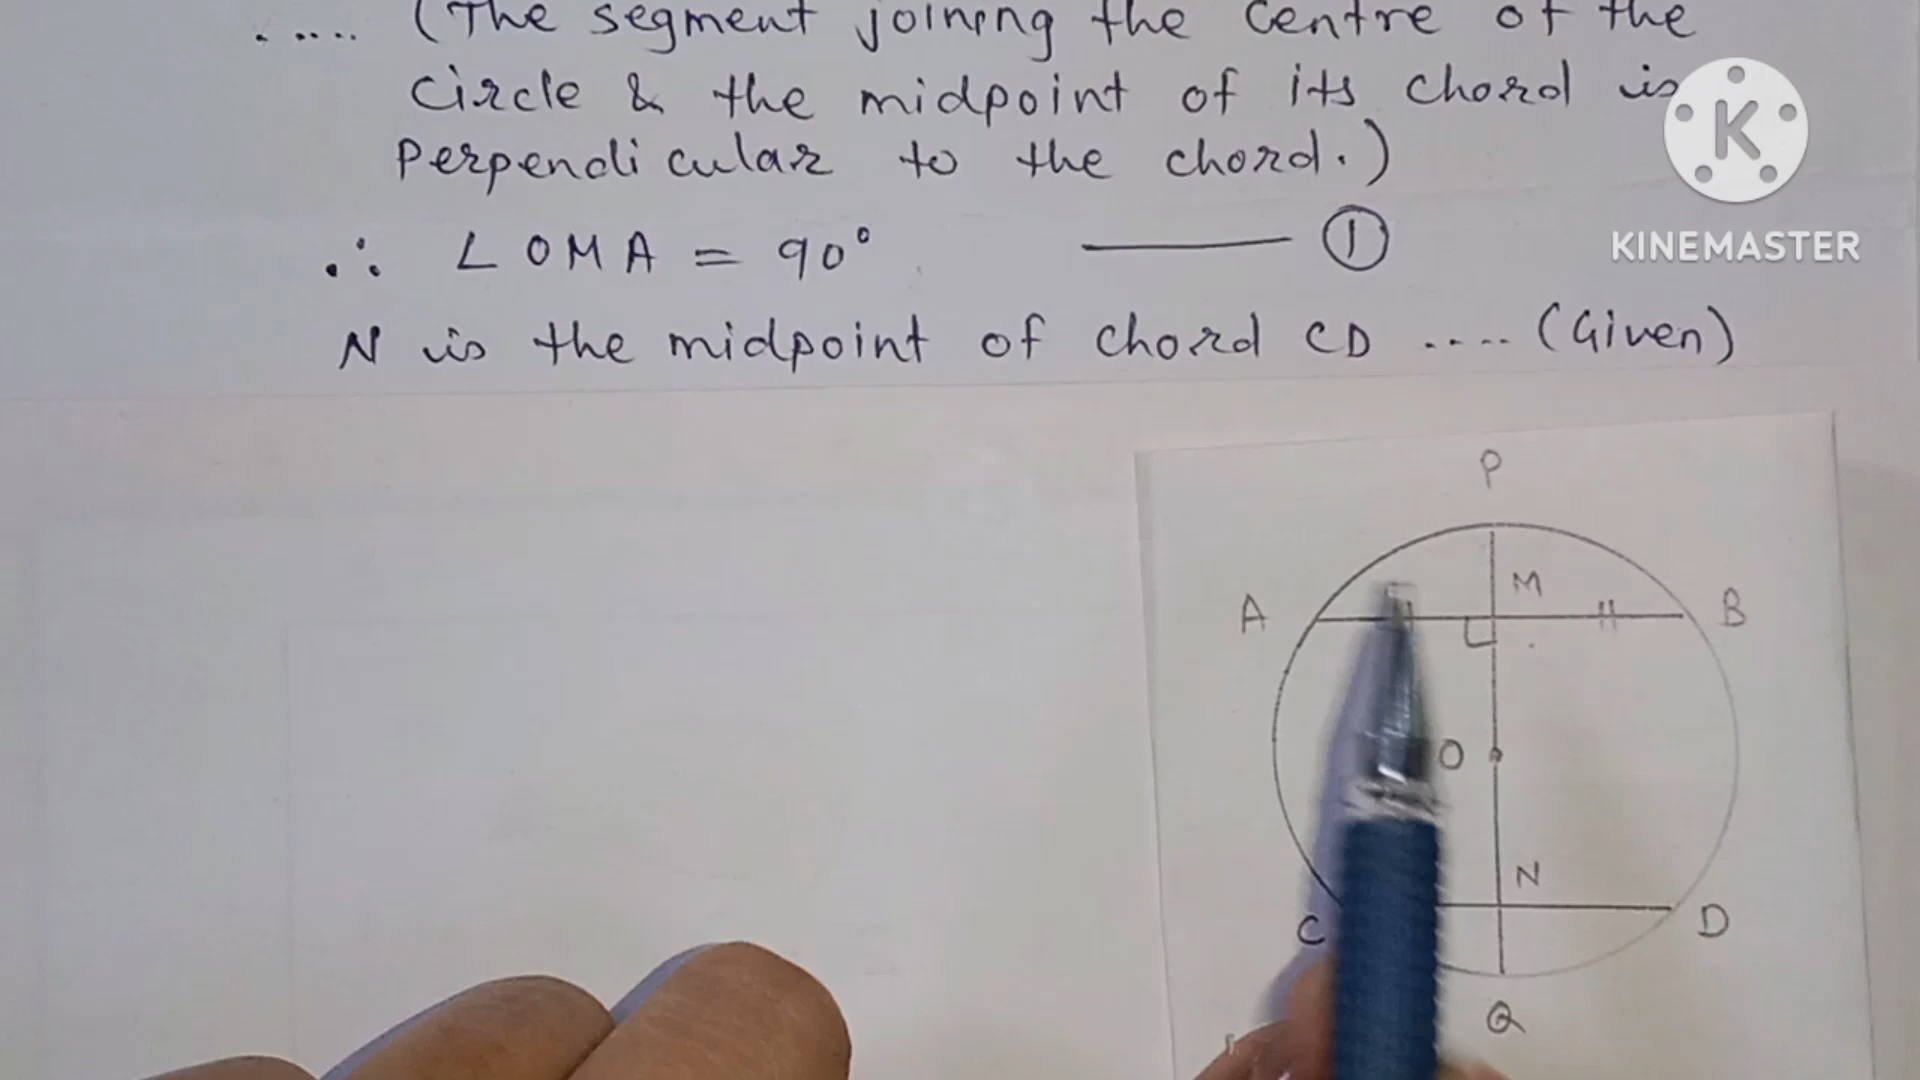 ..... (The segment joining the centre of the
circle & the midpoint of its chord is
perpendicular to the chord.)
∴ ∠OMA = 90° ——— ①
N is the midpoint of chord CD .... (Given)
K
KINEMASTER
P
M
A
B
O
N
C
D
Q